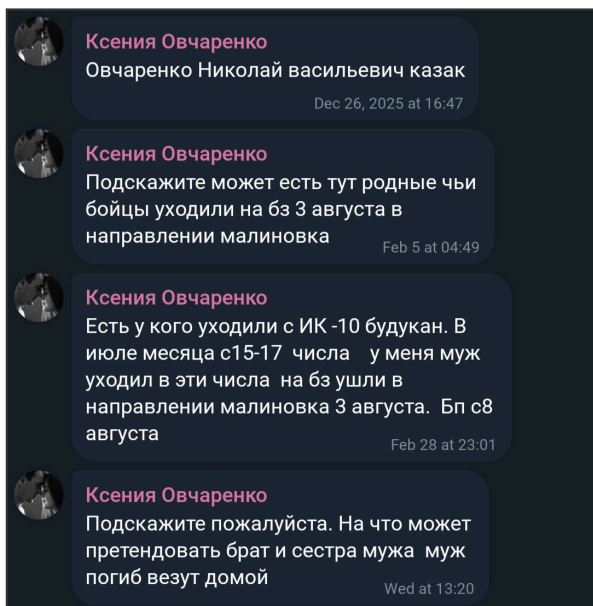 Ксения Овчаренко
Овчаренко Николай васильевич казак
Dec 26, 2025 at 16:47
Ксения Овчаренко
Подскажите может есть тут родные чьи
бойцы уходили на бз 3 августа в
направлении малиновка
Feb 5 at 04:49
Ксения Овчаренко
Есть у кого уходили с ИК -10 будукан. В
июле месяца с15-17 числа у меня муж
уходил в эти числа на бз ушли в
направлении малиновка 3 августа. Бп с8
августа
Feb 28 at 23:01
Ксения Овчаренко
Подскажите пожалуйста. На что может
претендовать брат и сестра мужа муж
погиб везут домой
Wed at 13:20